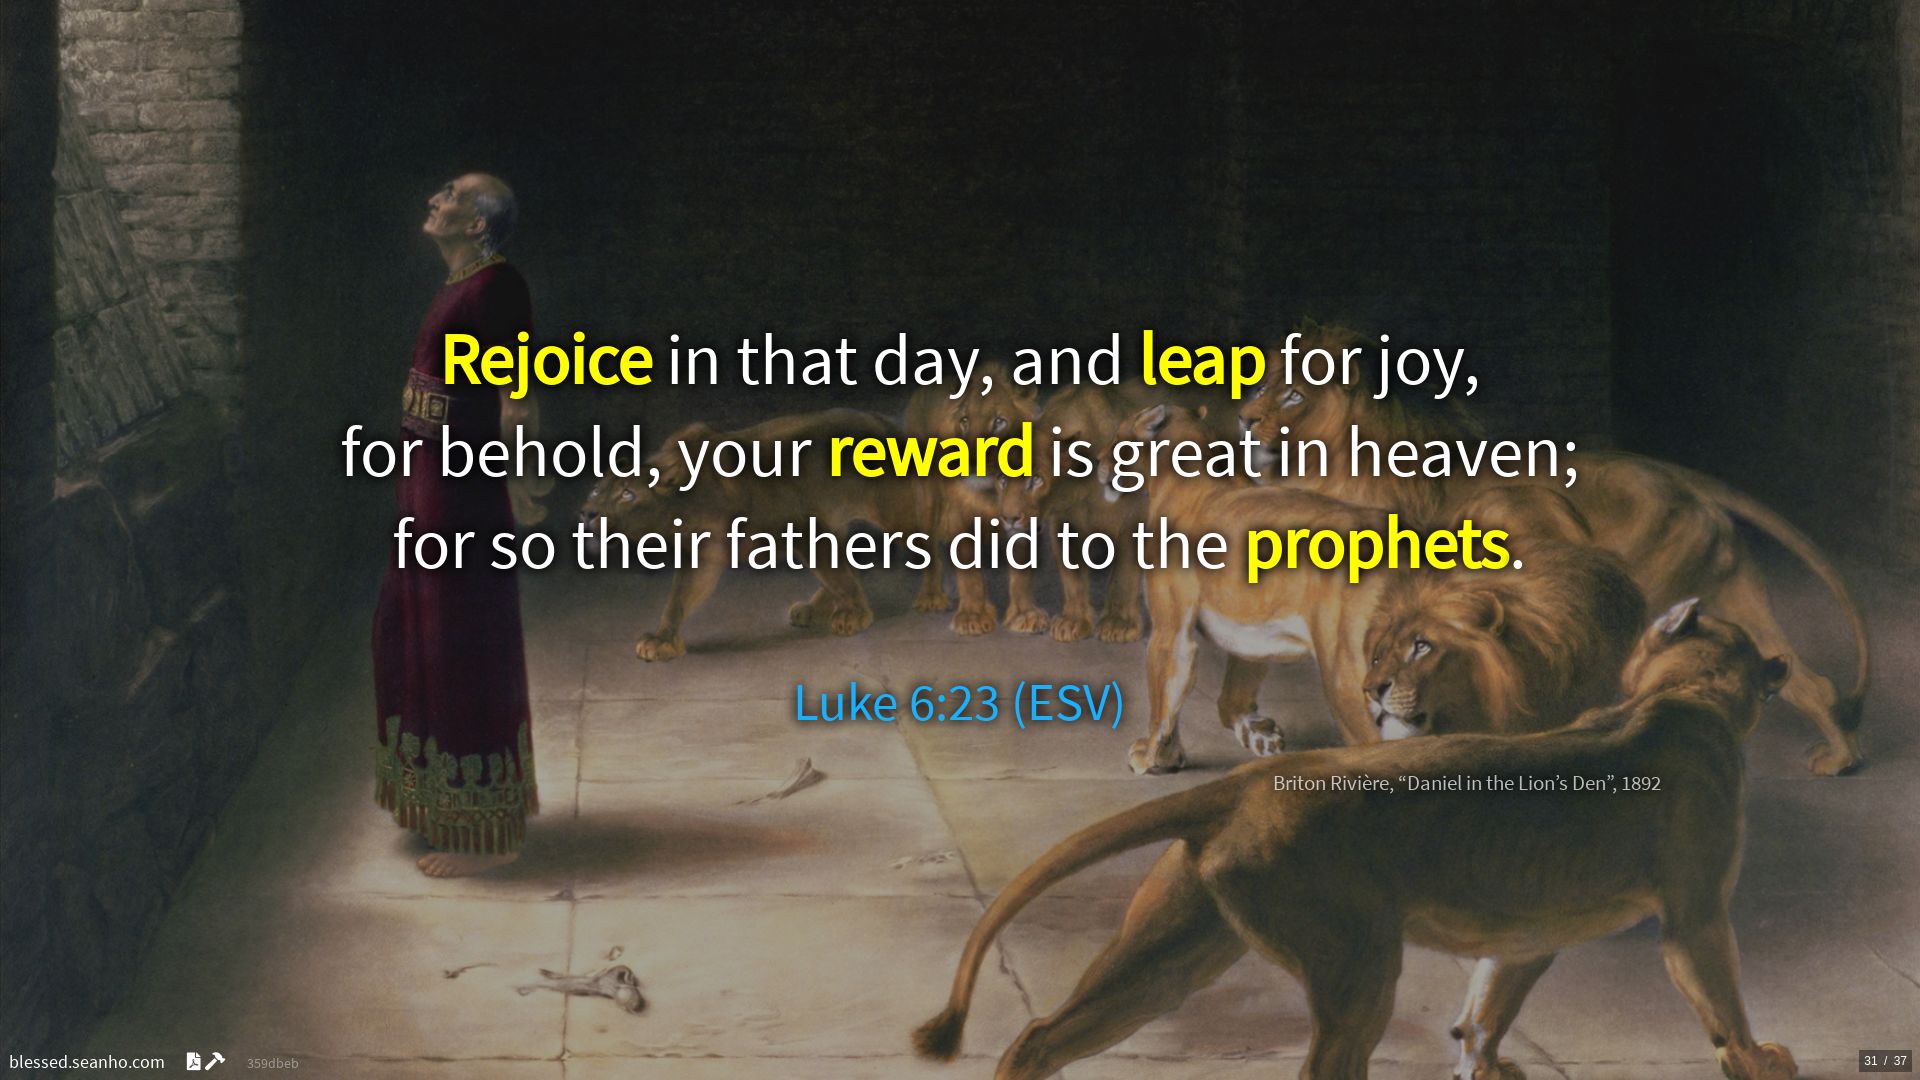 Rejoice in that day, and leap for joy,
for behold, your reward is great in heaven;
for so their fathers did to the prophets.
Luke 6:23 (ESV)
Briton Rivière, “Daniel in the Lion’s Den”, 1892
blessed.seanho.com 359dbeb
31 / 37